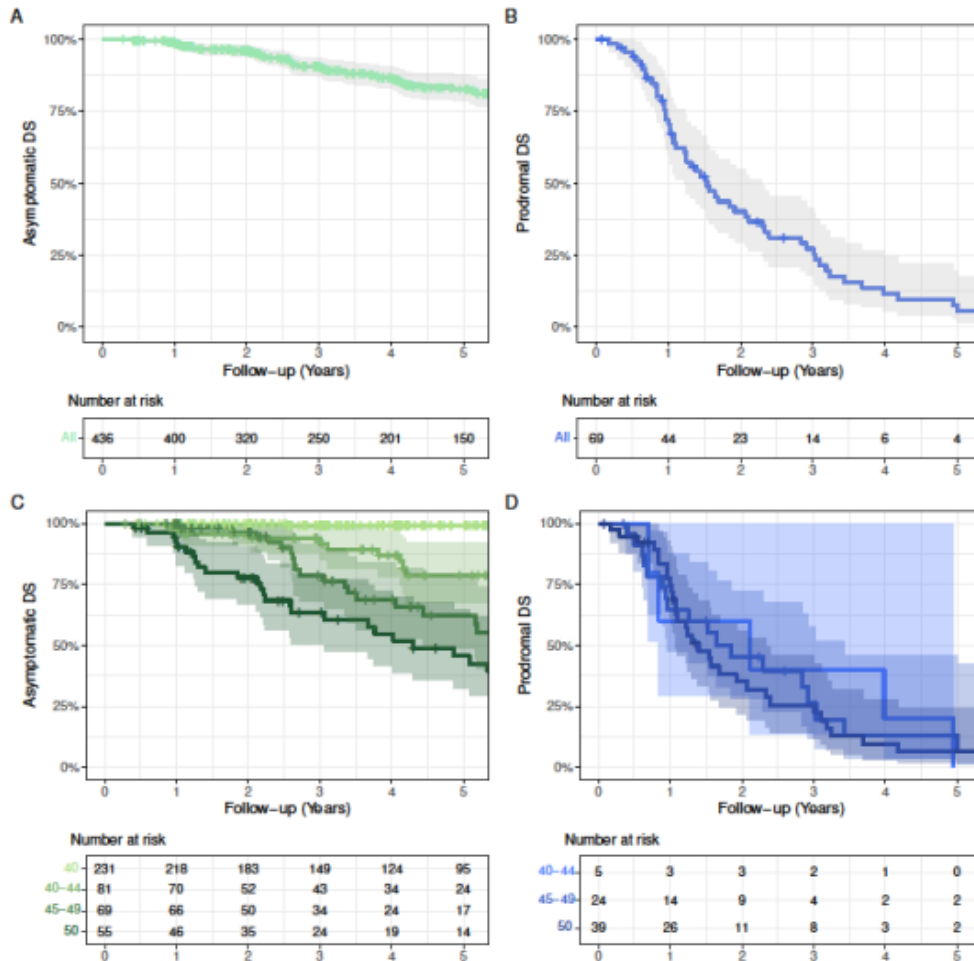 A
B
100%
75%
50%
25%
0%
Asymptomatic DS
0 1 2 3 4 5
Follow-up (Years)
100%
75%
50%
25%
0%
Prodromal DS
0 1 2 3 4 5
Follow-up (Years)
Number at risk
All 436 400 320 250 201 150
0 1 2 3 4 5
Number at risk
All 69 44 23 14 6 4
0 1 2 3 4 5
C
D
100%
75%
50%
25%
0%
Asymptomatic DS
0 1 2 3 4 5
Follow-up (Years)
100%
75%
50%
25%
0%
Prodromal DS
0 1 2 3 4 5
Follow-up (Years)
Number at risk
40 231 218 183 149 124 95
40-44 81 70 52 43 34 24
45-49 69 66 50 34 24 17
50 55 46 35 24 19 14
0 1 2 3 4 5
Number at risk
40-44 5 3 3 2 1 0
45-49 24 14 9 4 2 2
50 39 26 11 8 3 2
0 1 2 3 4 5